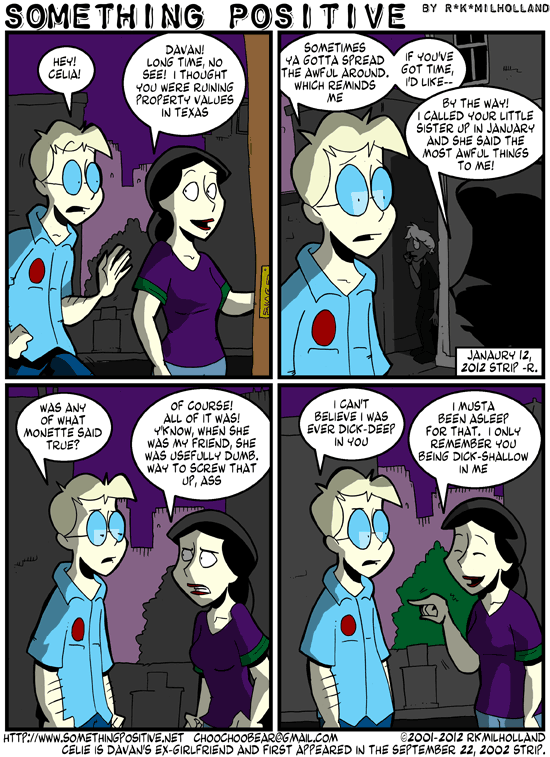 SOMETHING POSITIVE BY R*K*MILHOLLAND
HEY!
CELIA!
DAVAN!
LONG TIME, NO
SEE! I THOUGHT
YOU WERE RUINING
PROPERTY VALUES
IN TEXAS
SOMETIMES
YA GOTTA SPREAD
THE AWFUL AROUND.
WHICH REMINDS
ME
IF YOU'VE
GOT TIME,
I'D LIKE--
BY THE WAY!
I CALLED YOUR LITTLE
SISTER UP IN JANUARY
AND SHE SAID THE
MOST AWFUL THINGS
TO ME!
JANAURY 12,
2012 STRIP -R.
WAS ANY
OF WHAT
MONETTE SAID
TRUE?
OF COURSE!
ALL OF IT WAS!
Y'KNOW, WHEN SHE
WAS MY FRIEND, SHE
WAS USEFULLY DUMB.
WAY TO SCREW THAT
UP, ASS
I CAN'T
BELIEVE I WAS
EVER DICK-DEEP
IN YOU
I MUSTA
BEEN ASLEEP
FOR THAT. I ONLY
REMEMBER YOU
BEING DICK-SHALLOW
IN ME
HTTP://WWW.SOMETHINGPOSITIVE.NET CHOOCHOOBEAR@GMAIL.COM ©2001-2012 RKMILHOLLAND
CELIE IS DAVAN'S EX-GIRLFRIEND AND FIRST APPEARED IN THE SEPTEMBER 22, 2002 STRIP.